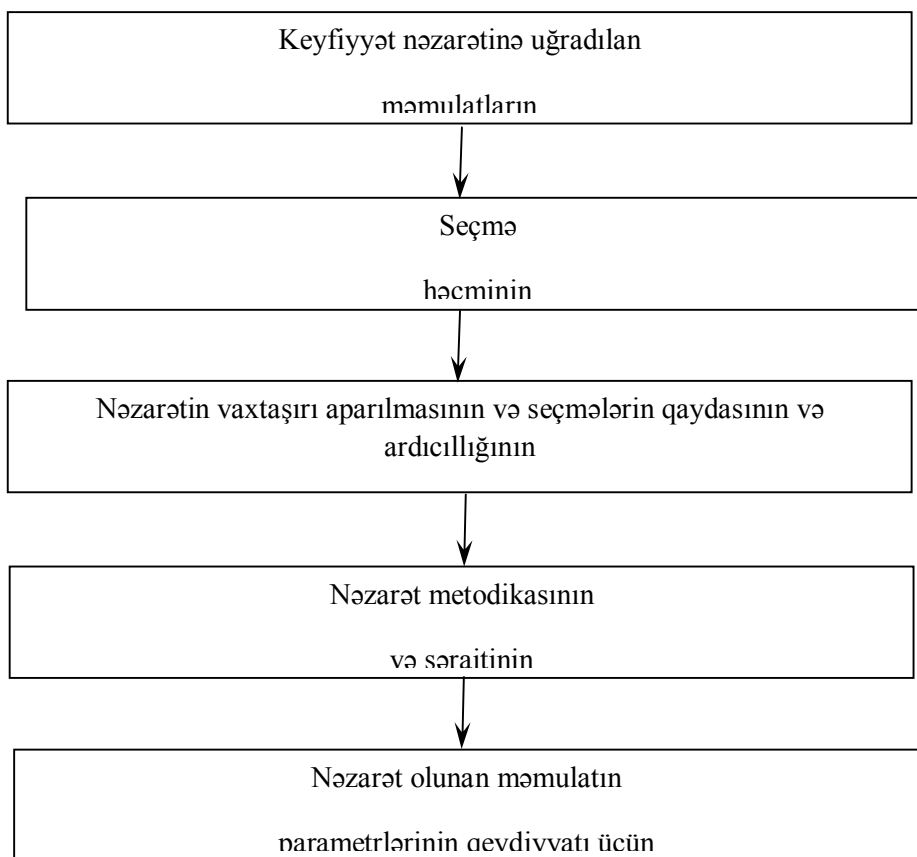 Keyfiyyət nəzarətinə uğradılan
məmulatların
Seçmə
həcminin
Nəzarətin vaxtaşırı aparılmasının və seçmələrin qaydasının və
ardıcıllığının
Nəzarət metodikasının
və şəraitinin
Nəzarət olunan məmulatın
parametrlərinin qeydiyyatı üçün